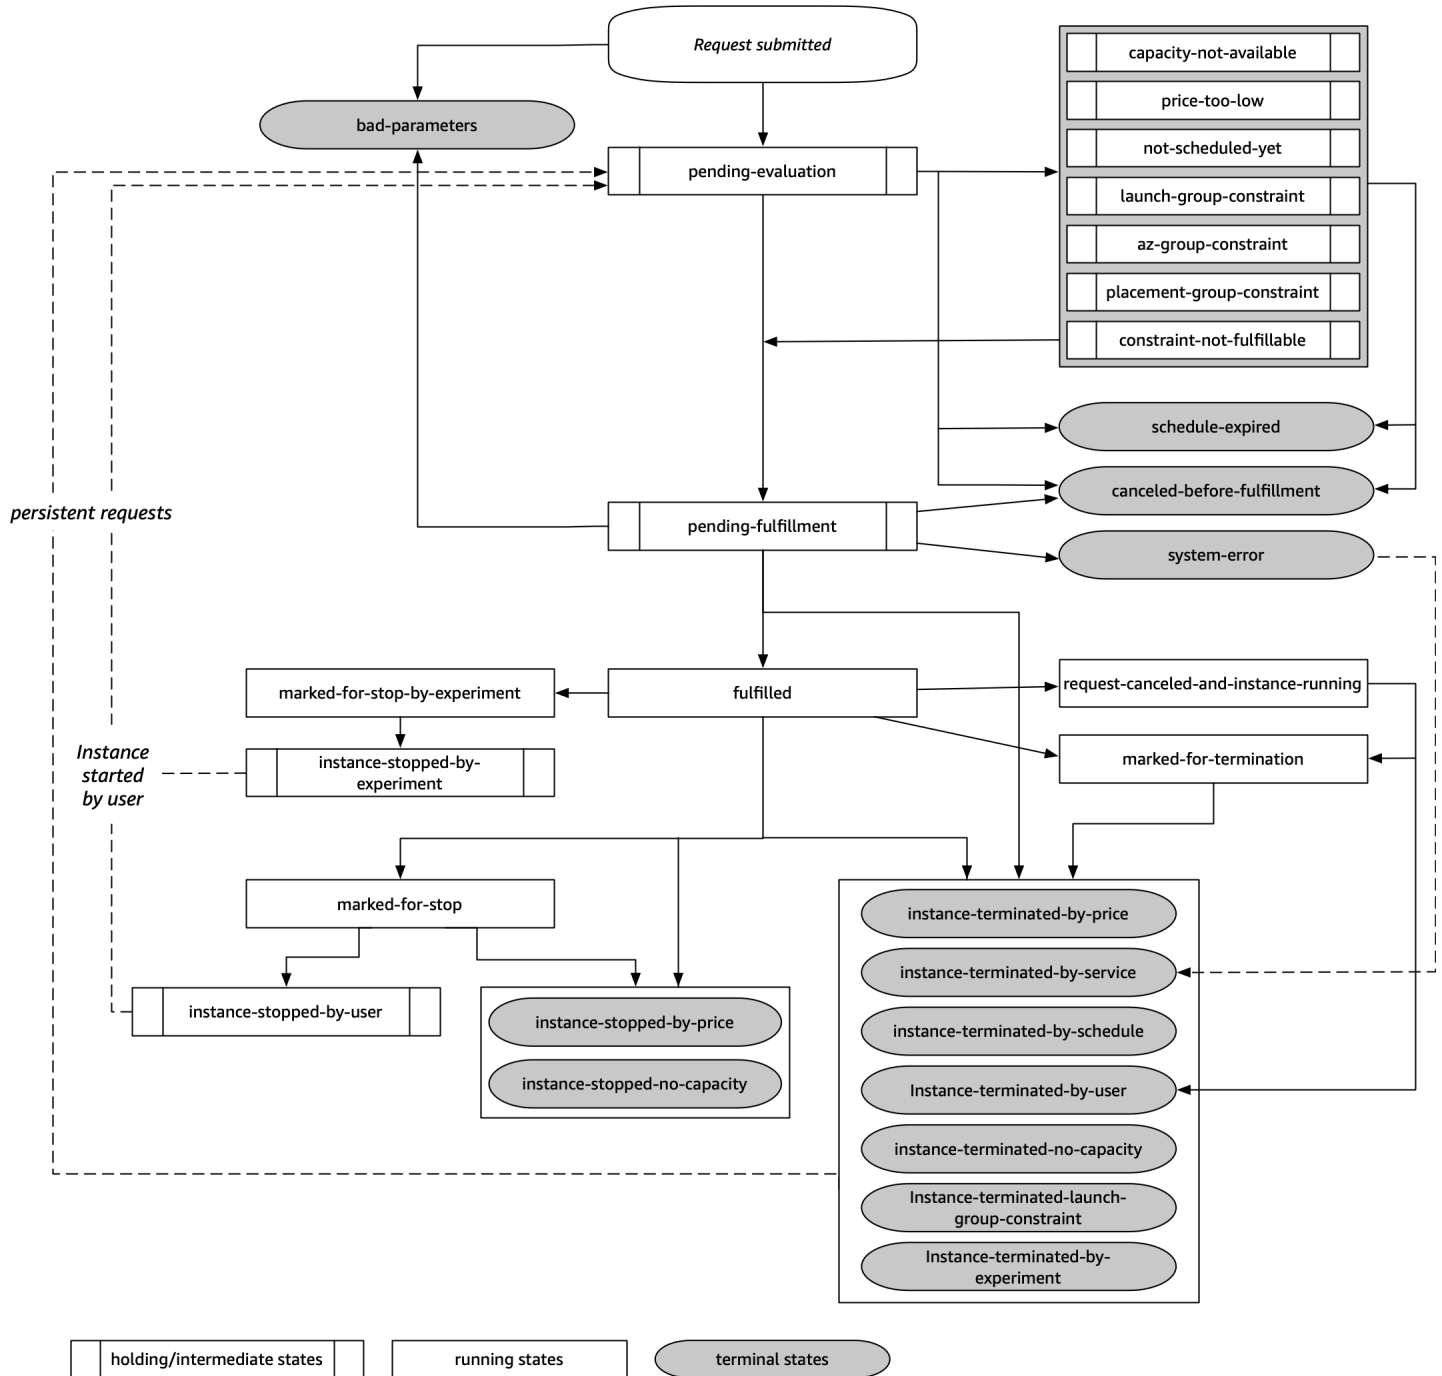 Request submitted
bad-parameters
pending-evaluation
capacity-not-available
price-too-low
not-scheduled-yet
launch-group-constraint
az-group-constraint
placement-group-constraint
constraint-not-fulfillable
schedule-expired
canceled-before-fulfillment
system-error
persistent requests
pending-fulfillment
marked-for-stop-by-experiment
fulfilled
request-canceled-and-instance-running
marked-for-termination
instance-stopped-by-
experiment
Instance
started
by user
marked-for-stop
instance-stopped-by-user
instance-stopped-by-price
instance-stopped-no-capacity
instance-terminated-by-price
instance-terminated-by-service
instance-terminated-by-schedule
Instance-terminated-by-user
instance-terminated-no-capacity
Instance-terminated-launch-
group-constraint
Instance-terminated-by-
experiment
holding/intermediate states
running states
terminal states